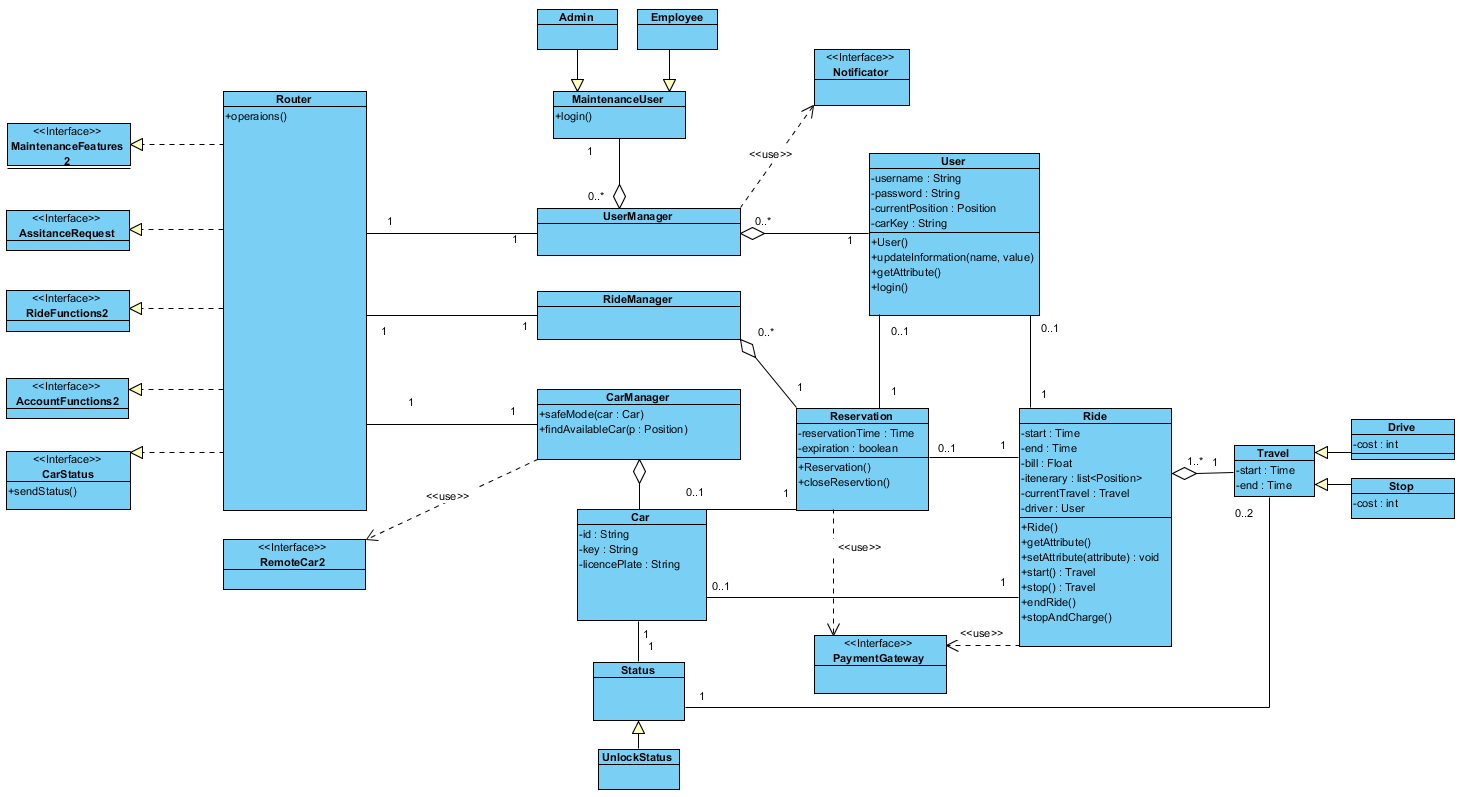 Admin
Employee
<<Interface>>
Notificator
Router
+operaions()
MaintenanceUser
+login()
<<Interface>>
MaintenanceFeatures
2
1
<<use>>
User
-username : String
-password : String
-currentPosition : Position
-carKey : String
+User()
+updateInformation(name, value)
+getAttribute()
+login()
0..*
<<Interface>>
AssitanceRequest
1
1
UserManager
0..*
1
<<Interface>>
RideFunctions2
1
1
RideManager
0..*
0..1
0..1
<<Interface>>
AccountFunctions2
1
1
CarManager
+safeMode(car : Car)
+findAvailableCar(p : Position)
1
1
1
Reservation
-reservationTime : Time
-expiration : boolean
+Reservation()
+closeReservtion()
0..1
1
Ride
-start : Time
-end : Time
-bill : Float
-itenerary : list<Position>
-currentTravel : Travel
-driver : User
+Ride()
+getAttribute()
+setAttribute(attribute) : void
+start() : Travel
+stop() : Travel
+endRide()
+stopAndCharge()
1..*
1
Travel
-start : Time
-end : Time
0..2
Drive
-cost : int
Stop
-cost : int
<<Interface>>
CarStatus
+sendStatus()
<<use>>
0..1
1
<<Interface>>
RemoteCar2
Car
-id : String
-key : String
-licencePlate : String
<<use>>
0..1
1
1
1
<<use>>
<<Interface>>
PaymentGateway
Status
1
UnlockStatus